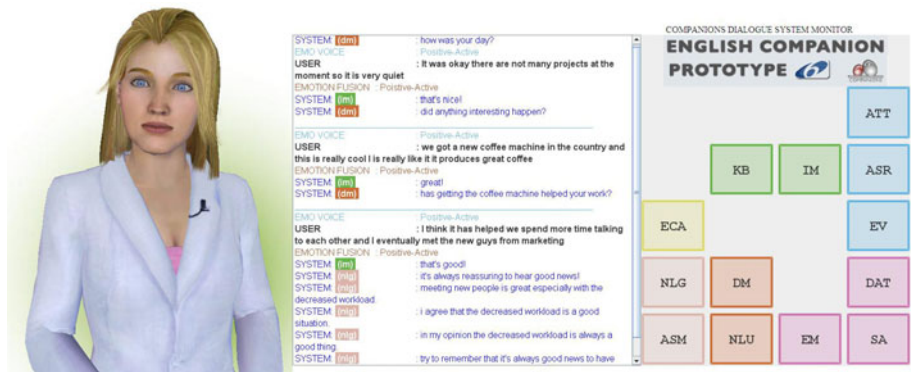 SYSTEM: (dm) : how was your day?
EMO VOICE : Positive-Active
USER : It was okay there are not many projects at the
moment so it is very quiet
EMOTION FUSION : Poistive-Active
SYSTEM: (im) : that's nice!
SYSTEM: (dm) : did anything interesting happen?
EMO VOICE : Positive-Active
USER : we got a new coffee machine in the country and
this is really cool I is really like it it produces great coffee
EMOTION FUSION : Positive-Active
SYSTEM: (im) : great!
SYSTEM: (dm) : has getting the coffee machine helped your work?
EMO VOICE : Positive-Active
USER : I think it has helped we spend more time talking
to each other and I eventually met the new guys from marketing
EMOTION FUSION : Positive-Active
SYSTEM: (im) : that's good!
SYSTEM: (nlg) : it's always reassuring to hear good news!
SYSTEM: (nlg) : meeting new people is great especially with the
decreased workload.
SYSTEM: (nlg) : i agree that the decreased workload is a good
situation.
SYSTEM: (nlg) : in my opinion the decreased workload is always a
good thing.
SYSTEM: (nlg) : try to remember that it's always good news to have
COMPANIONS DIALOGUE SYSTEM MONITOR
ENGLISH COMPANION
PROTOTYPE
ATT
KB IM ASR
ECA EV
NLG DM DAT
ASM NLU EM SA